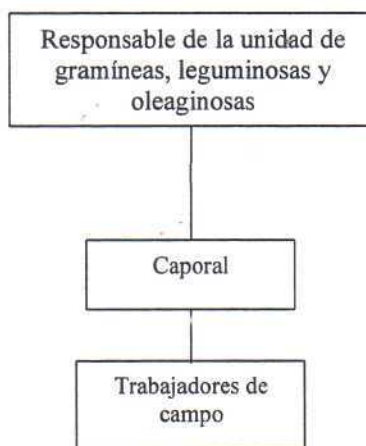 Responsable de la unidad de
gramíneas, leguminosas y
oleaginosas
Caporal
Trabajadores de
campo